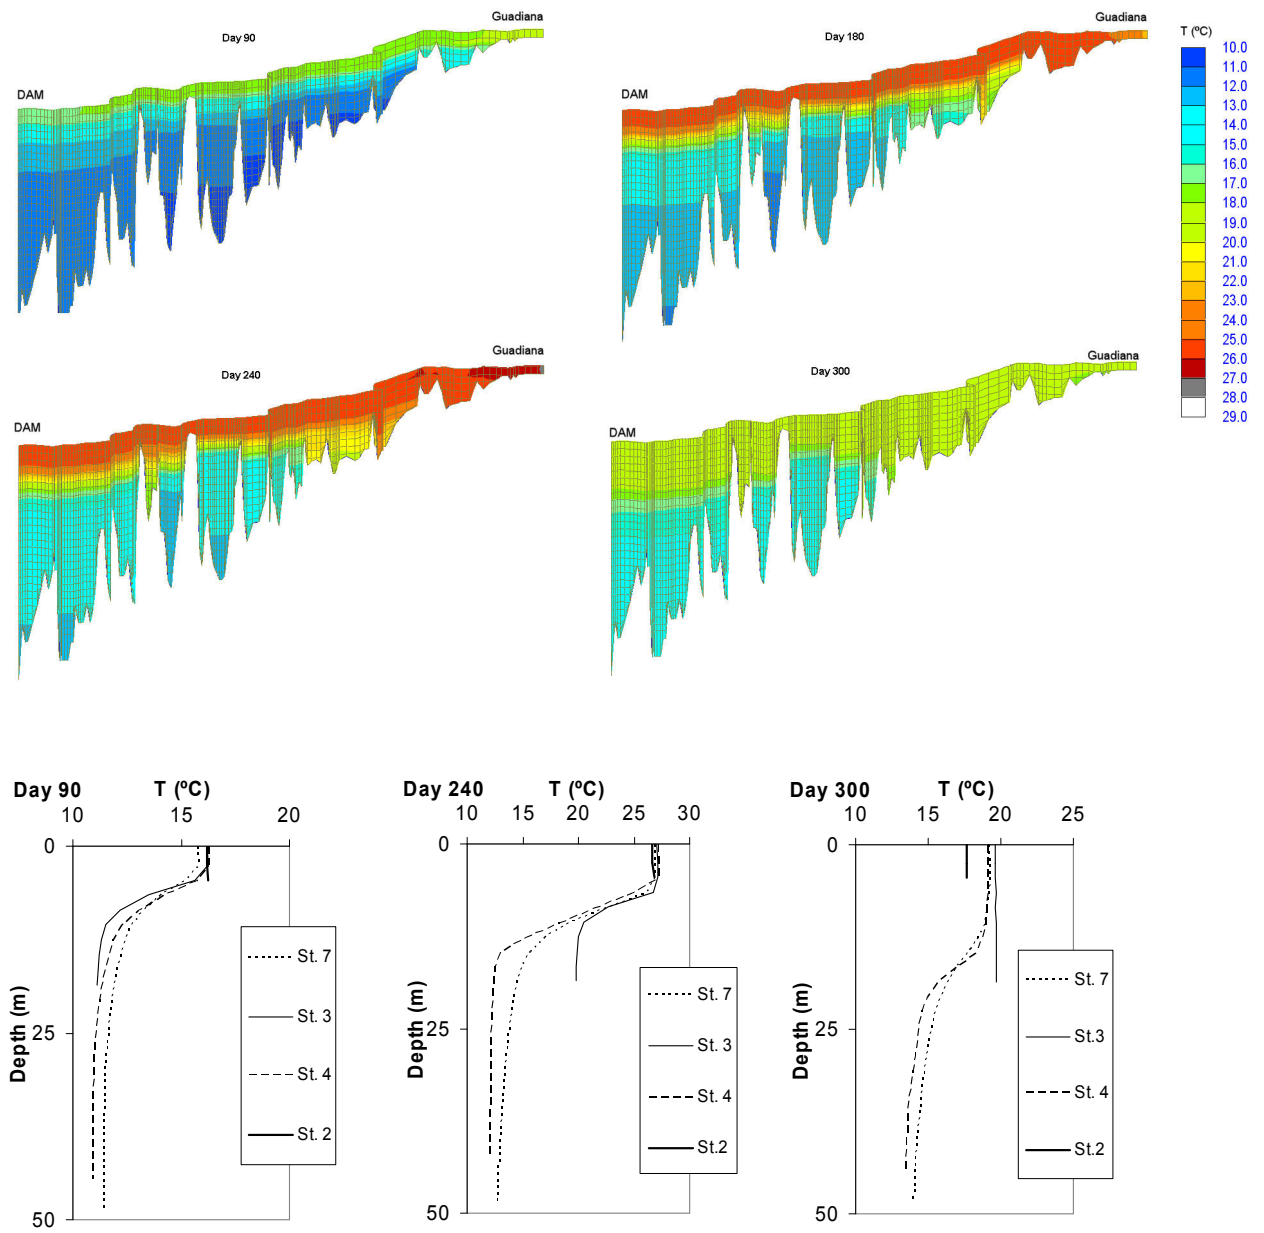 Guadiana
Day 90
DAM
Guadiana
Day 180
DAM
T (ºC)
10.0
11.0
12.0
13.0
14.0
15.0
16.0
17.0
18.0
19.0
20.0
21.0
22.0
23.0
24.0
25.0
26.0
27.0
28.0
29.0
Guadiana
Day 240
DAM
Guadiana
Day 300
DAM
Day 90 T (ºC)
10 15 20
0
25
50
Depth (m)
St. 7
St. 3
St. 4
St. 2
Day 240 T (ºC)
10 15 20 25 30
0
25
50
Depth (m)
St. 7
St. 3
St. 4
St.2
Day 300 T (ºC)
10 15 20 25
0
25
50
Depth (m)
St. 7
St.3
St. 4
St.2